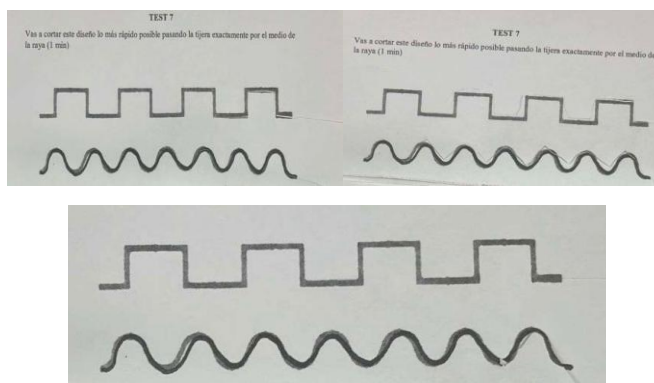 TEST 7
Vas a cortar este diseño lo más rápido posible pasando la tijera exactamente por el medio de
la raya (1 min)
TEST 7
Vas a cortar este diseño lo más rápido posible pasando la tijera exactamente por el medio de
la raya (1 min)